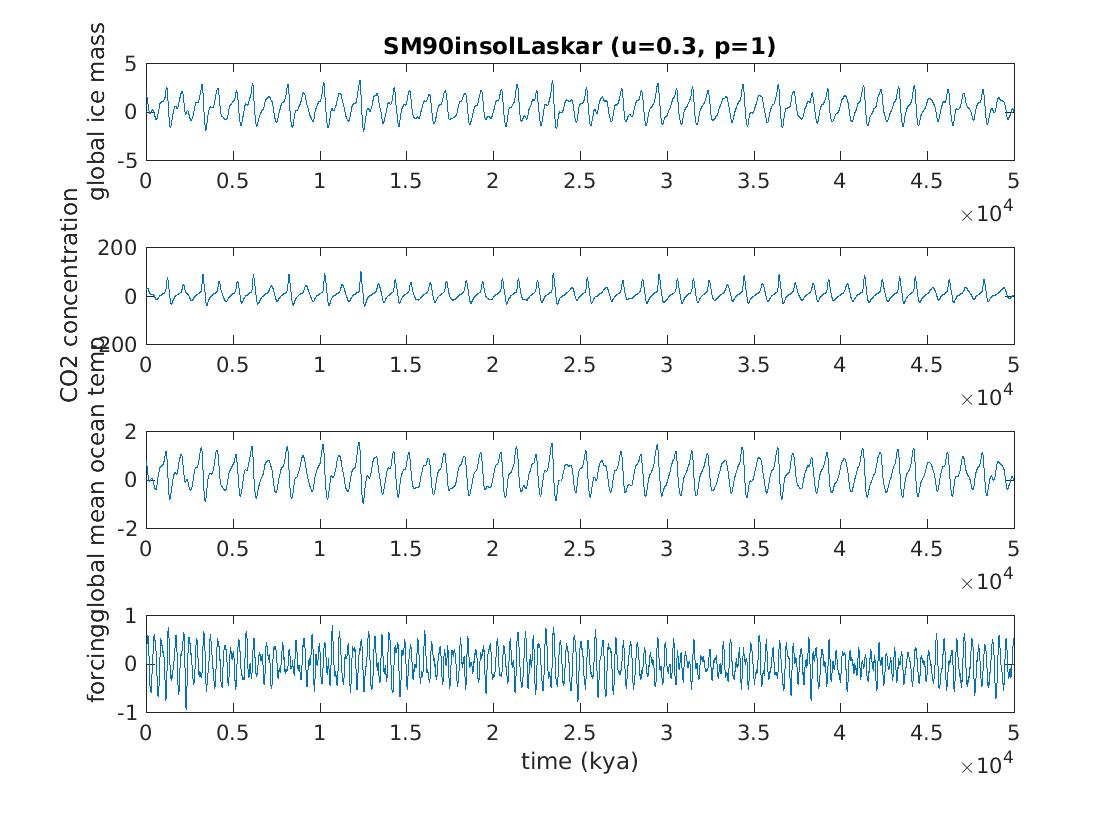 SM90insolLaskar (u=0.3, p=1)
global ice mass
5
0
-5
0 0.5 1 1.5 2 2.5 3 3.5 4 4.5 5
×10^4
CO2 concentration
200
0
-200
0 0.5 1 1.5 2 2.5 3 3.5 4 4.5 5
×10^4
global mean ocean temp
2
0
-2
0 0.5 1 1.5 2 2.5 3 3.5 4 4.5 5
×10^4
forcing
1
0
-1
0 0.5 1 1.5 2 2.5 3 3.5 4 4.5 5
time (kya)
×10^4